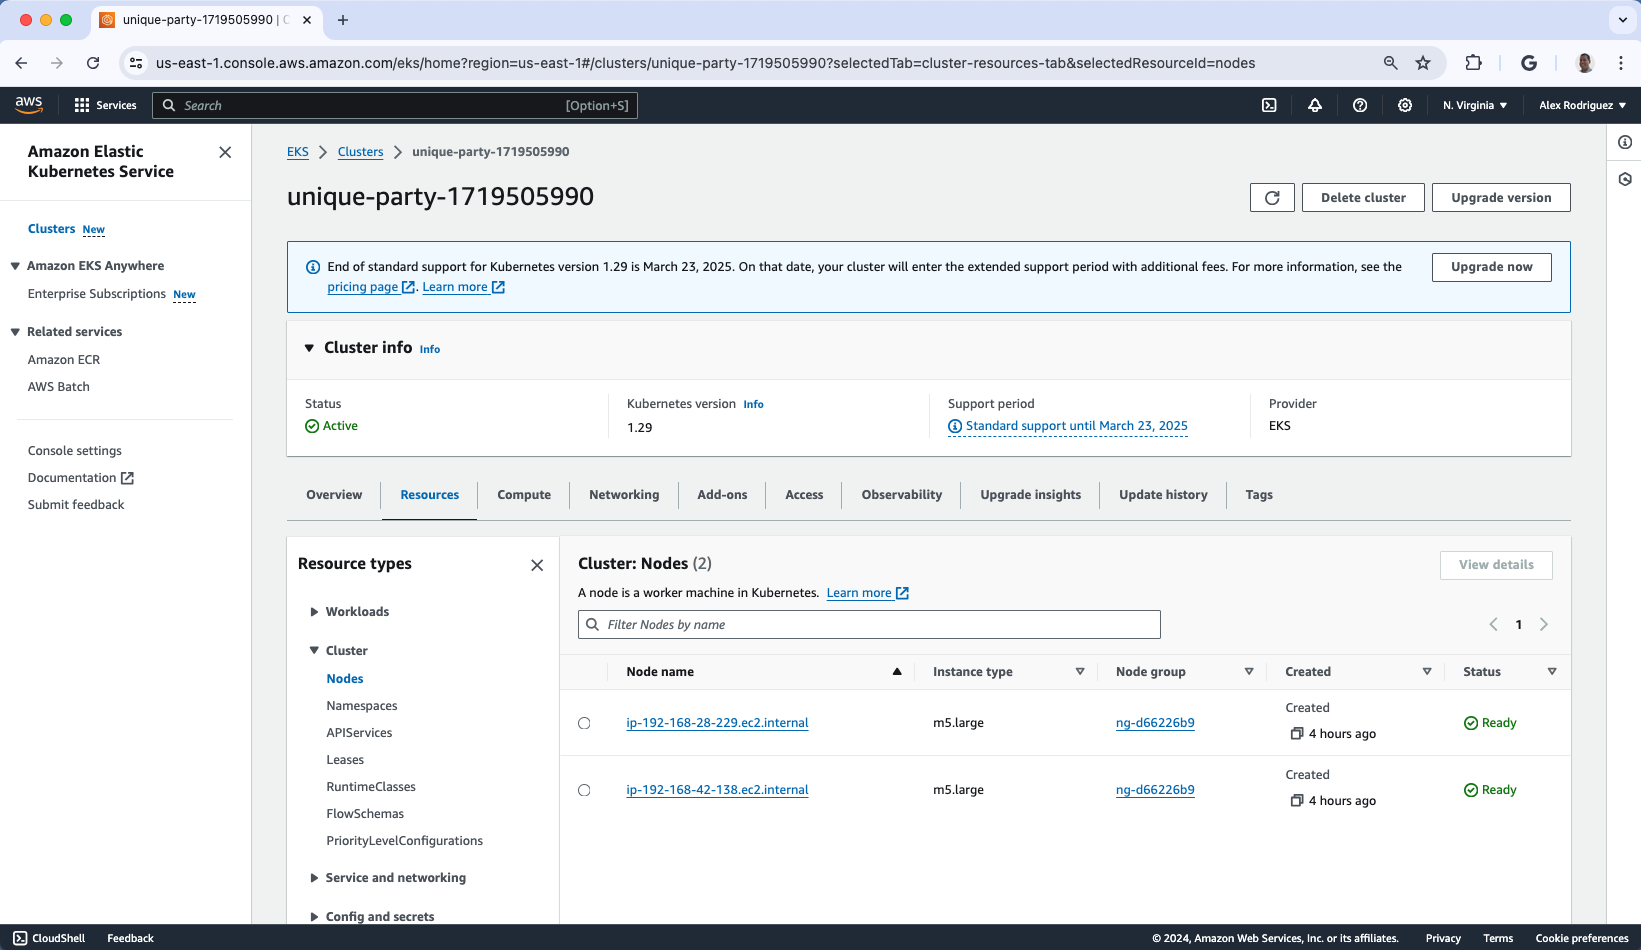 unique-party-1719505990 | C
us-east-1.console.aws.amazon.com/eks/home?region=us-east-1#/clusters/unique-party-1719505990?selectedTab=cluster-resources-tab&selectedResourceId=nodes
aws
Services
Search
[Option+S]
N. Virginia
Alex Rodriguez
Amazon Elastic
Kubernetes Service
Clusters New
Amazon EKS Anywhere
Enterprise Subscriptions New
Related services
Amazon ECR
AWS Batch
Console settings
Documentation
Submit feedback
EKS
Clusters
unique-party-1719505990
unique-party-1719505990
Delete cluster
Upgrade version
End of standard support for Kubernetes version 1.29 is March 23, 2025. On that date, your cluster will enter the extended support period with additional fees. For more information, see the
pricing page . Learn more
Upgrade now
Cluster info Info
Status
Active
Kubernetes version Info
1.29
Support period
Standard support until March 23, 2025
Provider
EKS
Overview
Resources
Compute
Networking
Add-ons
Access
Observability
Upgrade insights
Update history
Tags
Resource types
Workloads
Cluster
Nodes
Namespaces
APIServices
Leases
RuntimeClasses
FlowSchemas
PriorityLevelConfigurations
Service and networking
Config and secrets
Cluster: Nodes (2)
View details
A node is a worker machine in Kubernetes. Learn more
Filter Nodes by name
1
Node name
Instance type
Node group
Created
Status
ip-192-168-28-229.ec2.internal
m5.large
ng-d66226b9
Created
4 hours ago
Ready
ip-192-168-42-138.ec2.internal
m5.large
ng-d66226b9
Created
4 hours ago
Ready
CloudShell
Feedback
© 2024, Amazon Web Services, Inc. or its affiliates.
Privacy
Terms
Cookie preferences